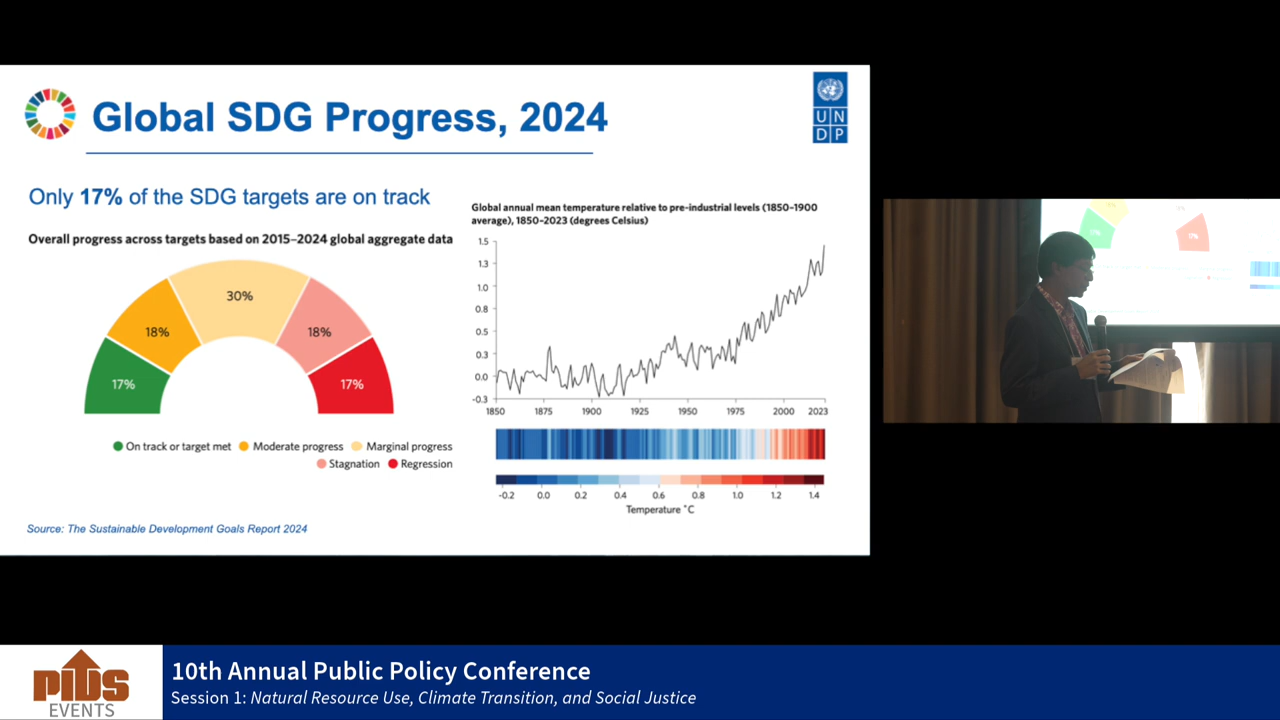 Global SDG Progress, 2024
U N
D P
Only 17% of the SDG targets are on track
Overall progress across targets based on 2015–2024 global aggregate data
17%
18%
30%
18%
17%
On track or target met Moderate progress Marginal progress
Stagnation Regression
Source: The Sustainable Development Goals Report 2024
Global annual mean temperature relative to pre-industrial levels (1850–1900
average), 1850–2023 (degrees Celsius)
1.5
1.3
1.0
0.8
0.5
0.3
0.0
-0.3
1850 1875 1900 1925 1950 1975 2000 2023
-0.2 0.0 0.2 0.4 0.6 0.8 1.0 1.2 1.4
Temperature ˚C
PIDS
EVENTS
10th Annual Public Policy Conference
Session 1: Natural Resource Use, Climate Transition, and Social Justice